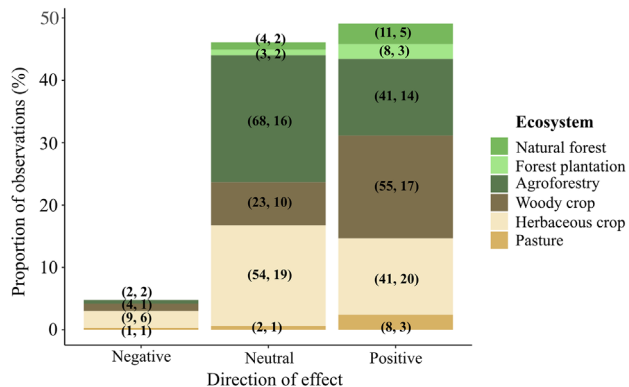 Proportion of observations (%)
50
40
30
20
10
0
(2, 2)
(4, 1)
(9, 6)
(1, 1)
(4, 2)
(3, 2)
(68, 16)
(23, 10)
(54, 19)
(2, 1)
(11, 5)
(8, 3)
(41, 14)
(55, 17)
(41, 20)
(8, 3)
Negative
Neutral
Positive
Direction of effect
Ecosystem
Natural forest
Forest plantation
Agroforestry
Woody crop
Herbaceous crop
Pasture